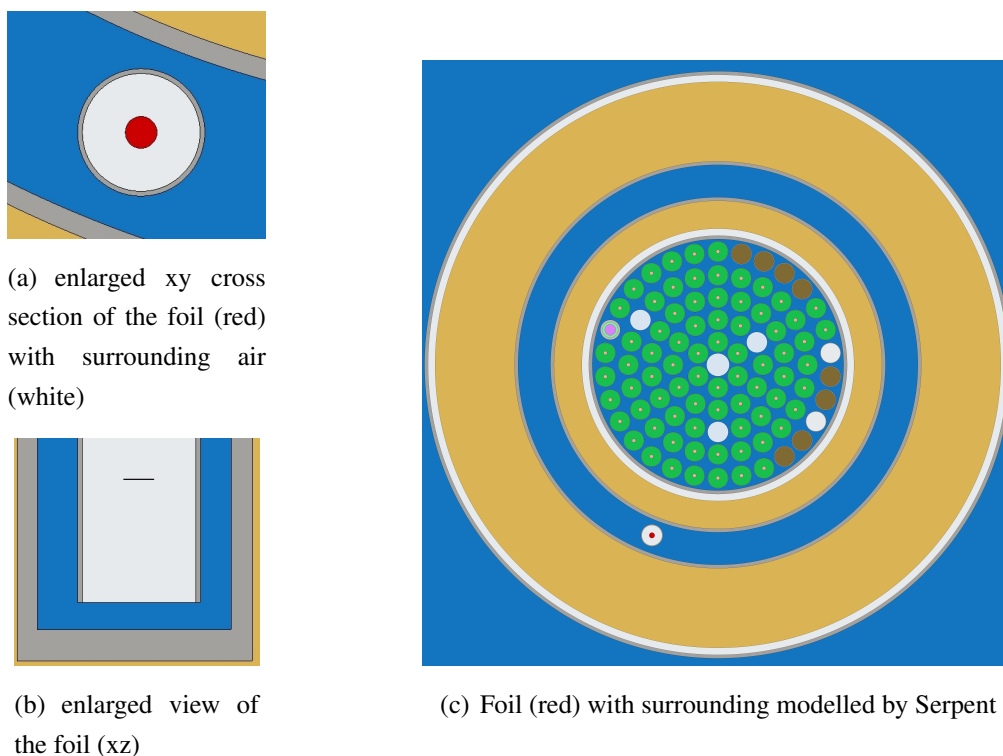 (a) enlarged xy cross
section of the foil (red)
with surrounding air
(white)
(b) enlarged view of
the foil (xz)
(c) Foil (red) with surrounding modelled by Serpent